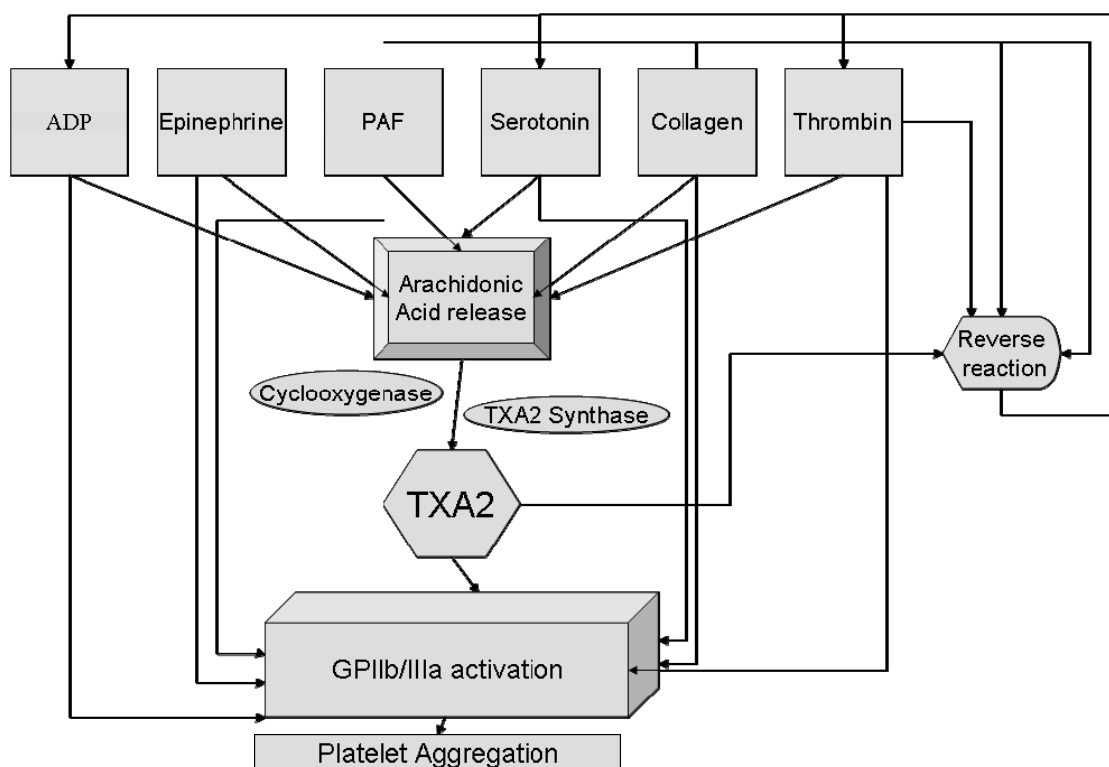 ADP
Epinephrine
PAF
Serotonin
Collagen
Thrombin
Arachidonic
Acid release
Reverse
reaction
Cyclooxygenase
TXA2 Synthase
TXA2
GPIIb/IIIa activation
Platelet Aggregation